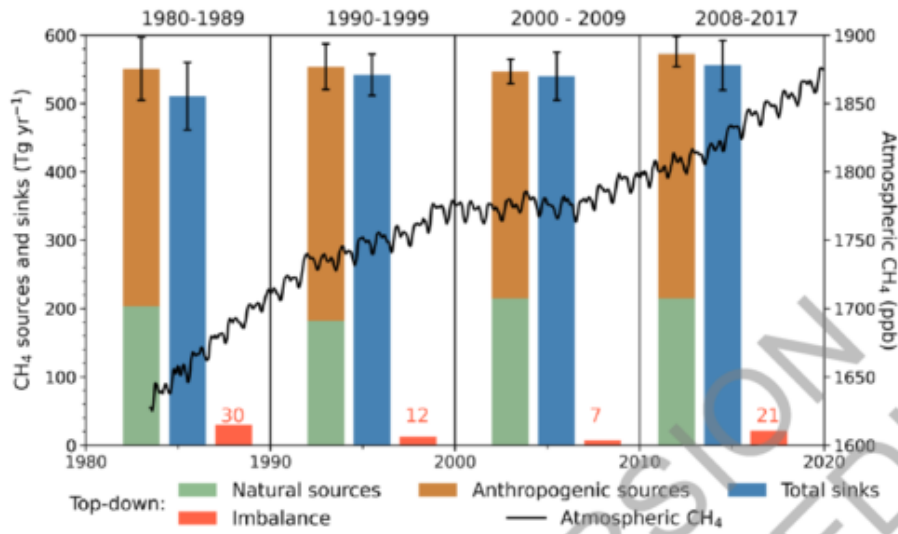 1980-1989 1990-1999 2000 - 2009 2008-2017
600 1900
500 1850
400 1800
300 1750
200 1700
100 1650
0 1600
CH₄ sources and sinks (Tg yr⁻¹)
Atmospheric CH₄ (ppb)
30 12 7 21
1980 1990 2000 2010 2020
Top-down: Natural sources Anthropogenic sources Total sinks
Imbalance Atmospheric CH₄